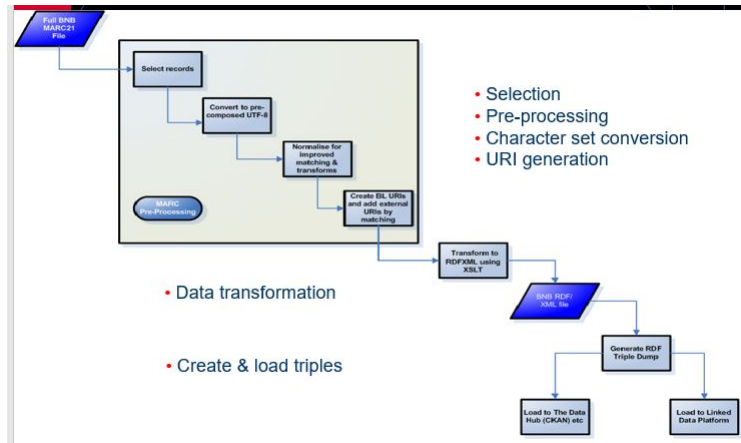 Full BNB
MARC21
File
Select records
Convert to pre-
composed UTF-8
Normalise for
improved
matching &
transforms
Create BL URIs
and add external
URIs by
matching
MARC
Pre-Processing
• Selection
• Pre-processing
• Character set conversion
• URI generation
Transform to
RDFXML using
XSLT
• Data transformation
BNB RDF/
XML file
Generate RDF
Triple Dump
• Create & load triples
Load to The Data
Hub (CKAN) etc
Load to Linked
Data Platform